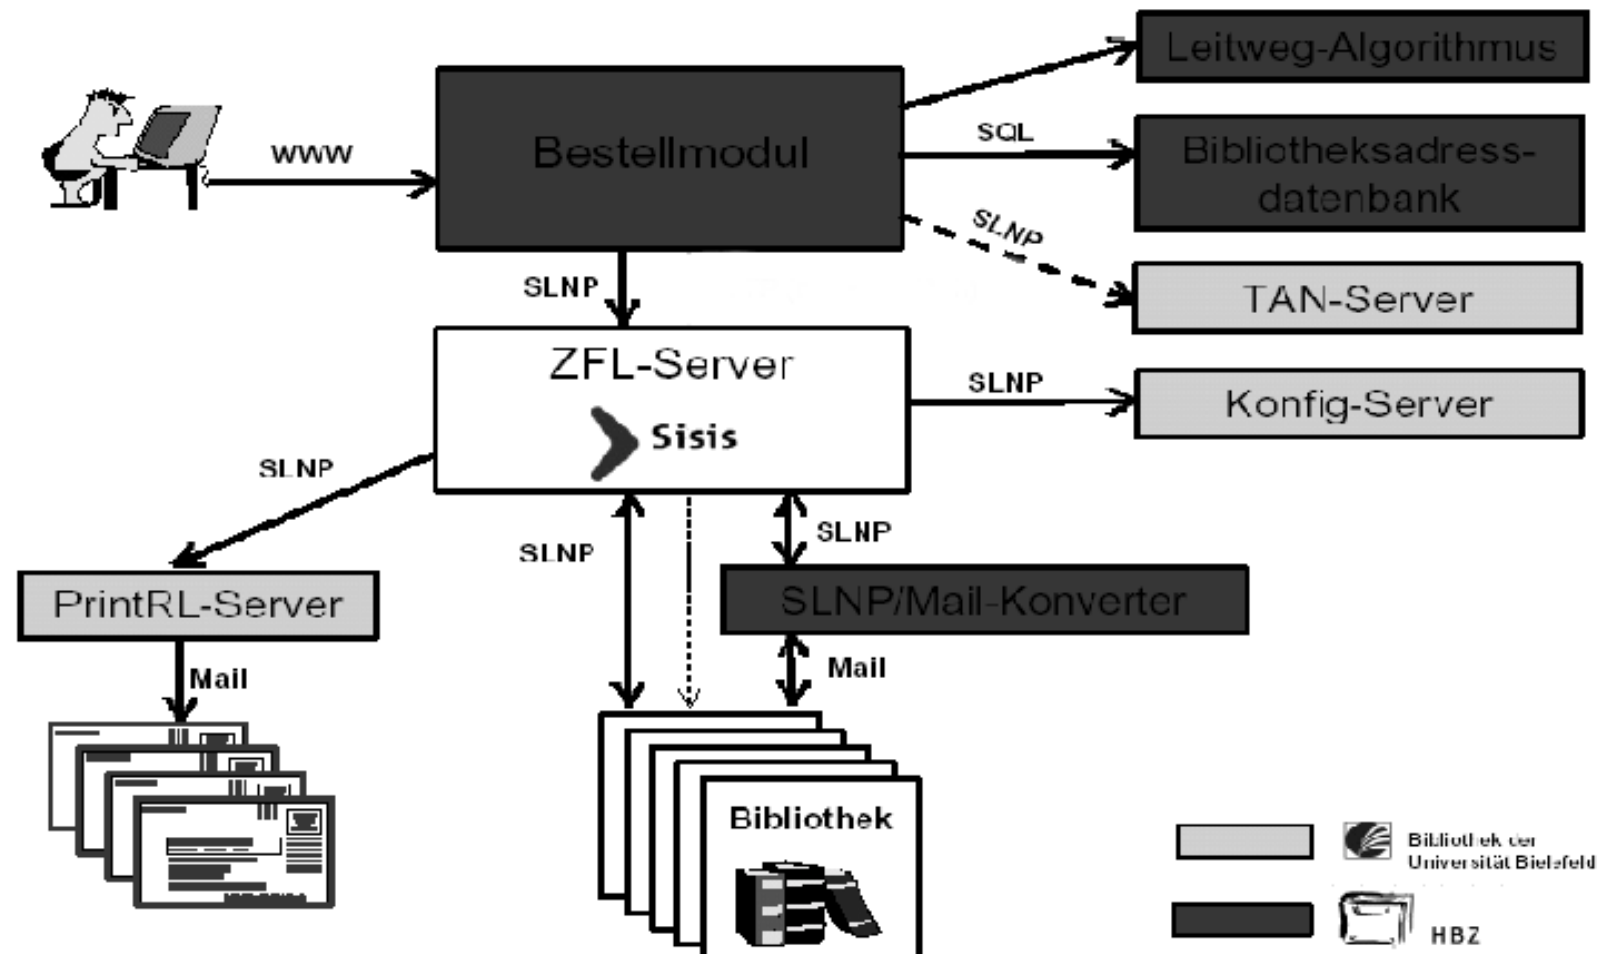 Leitweg-Algorithmus
WWW
Bestellmodul
SQL
Bibliotheksadress-
datenbank
SLNP
SLNP
TAN-Server
ZFL-Server
Sisis
SLNP
Konfig-Server
SLNP
SLNP
SLNP
PrintRL-Server
SLNP/Mail-Konverter
Mail
Mail
Bibliothek
Bibliothek der
Universität Bielefeld
HBZ